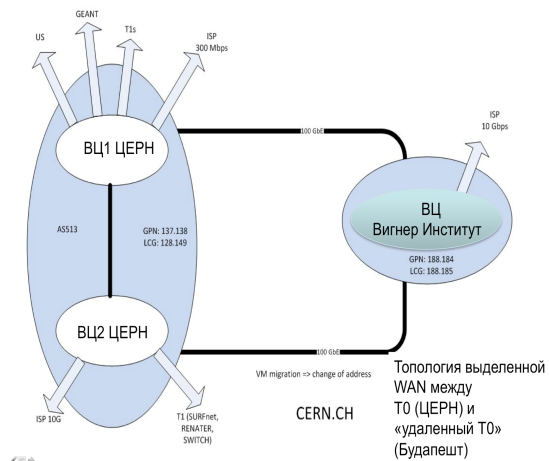 US
GEANT
T1s
ISP
300 Mbps
ВЦ1 ЦЕРН
100 GbE
ISP
10 Gbps
ВЦ
Вигнер Институт
GPN: 188.184
LCG: 188.185
AS513
GPN: 137.138
LCG: 128.149
ВЦ2 ЦЕРН
100 GbE
VM migration => change of address
ISP 10G
T1 (SURFnet,
RENATER,
SWITCH)
CERN.CH
Топология выделенной
WAN между
T0 (ЦЕРН) и
«удаленный T0»
(Будапешт)